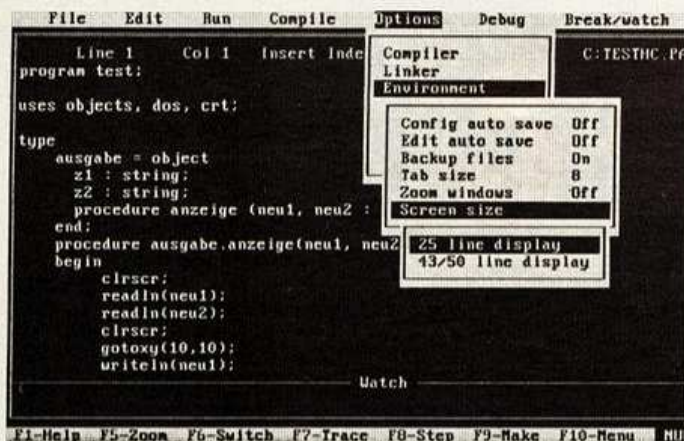 File Edit Run Compile Options Debug Break/watch
Line 1 Col 1 Insert Inde C:TESTMC.PA
program test;
uses objects, dos, crt;
type
ausgabe = object
z1 : string;
z2 : string;
procedure anzeige (neu1, neu2 :
end;
procedure ausgabe.anzeige(neu1, neu2
begin
clrscr;
readln(neu1);
readln(neu2);
clrscr;
gotoxy(10,10);
writeln(neu1);
Compiler
Linker
Environment
Config auto save Off
Edit auto save Off
Backup files On
Tab size 8
Zoom windows Off
Screen size
25 line display
43/50 line display
Watch
F1-Help F5-Zoom F6-Switch F7-Trace F8-Step F9-Make F10-Menu NU